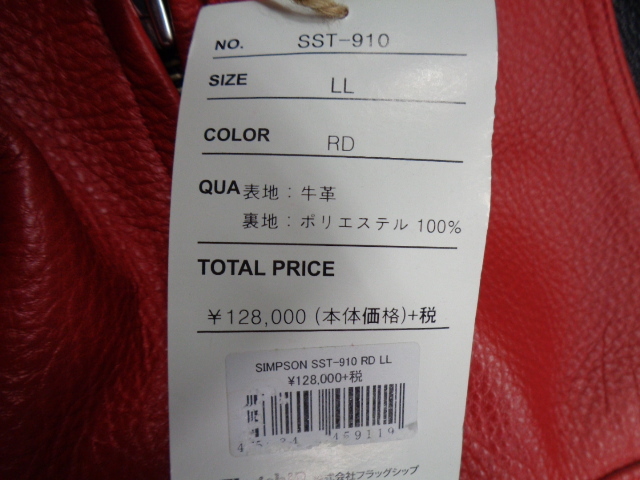 NO. SST-910
SIZE LL
COLOR RD
QUA 表地：牛革
裏地：ポリエステル 100%
TOTAL PRICE
￥128,000 (本体価格)+税
SIMPSON SST-910 RD LL
¥128,000+税
株式会社フラッグシップ